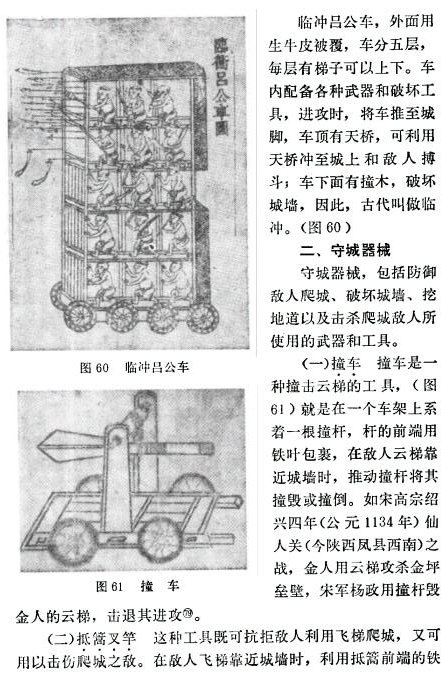 臨衝呂公車圖
图60 临冲吕公车
图61 撞 车
临冲吕公车，外面用
生牛皮被覆，车分五层，
每层有梯子可以上下。车
内配备各种武器和破坏工
具，进攻时，将车推至城
脚，车顶有天桥，可利用
天桥冲至城上和敌人搏
斗；车下面有撞木，破坏
城墙，因此，古代叫做临
冲。(图60)
二、守城器械
守城器械，包括防御
敌人爬城、破坏城墙、挖
地道以及击杀爬城敌人所
使用的武器和工具。
(一)撞车 撞车是一
种撞击云梯的工具，(图
61)就是在一个车架上系
着一根撞杆，杆的前端用
铁叶包裹，在敌人云梯靠
近城墙时，推动撞杆将其
撞毁或撞倒。如宋高宗绍
兴四年(公元1134年)仙
人关(今陕西凤县西南)之
战，金人用云梯攻杀金坪
垒壁，宋军杨政用撞杆毁
金人的云梯，击退其进攻⑲。
(二)抵篙叉竿 这种工具既可抗拒敌人利用飞梯爬城，又可
用以击伤爬城之敌。在敌人飞梯靠近城墙时，利用抵篙前端的铁